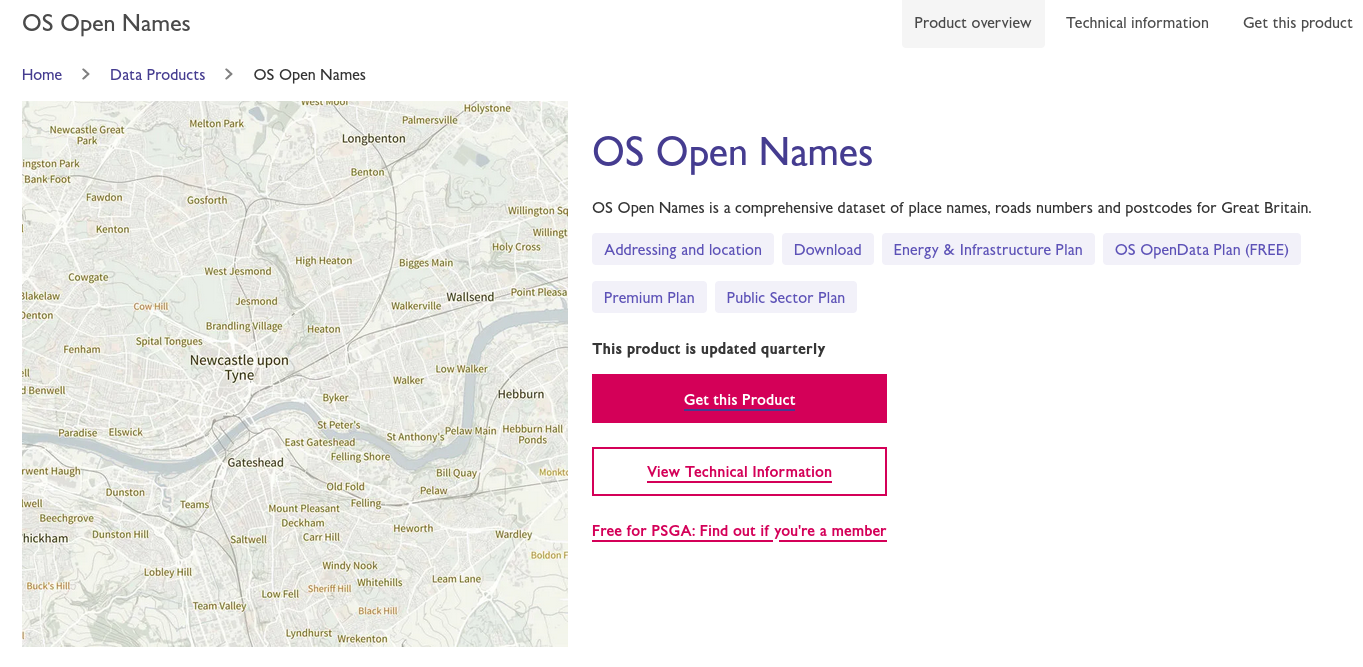 OS Open Names
Product overview
Technical information
Get this product
Home > Data Products > OS Open Names
West Moor
Holystone
Palmersville
Melton Park
Newcastle Great
Park
Longbenton
ingston Park
Benton
Bank Foot
Fawdon
Gosforth
Willington Sq
Kenton
Willingt
Holy Cross
High Heaton
Bigges Main
West Jesmond
Cowgate
Point Pleasa
Blakelaw
Wallsend
Jesmond
Cow Hill
Walkerville
Denton
Brandling Village
Heaton
Spital Tongues
Fenham
Newcastle upon
Tyne
Low Walker
ell
Walker
d Benwell
Hebburn
Byker
St Peter's
Paradise
Elswick
Pelaw Main
Hebburn Hall
Ponds
St Anthony's
East Gateshead
Felling Shore
Gateshead
rwent Haugh
Bill Quay
Monkto
Old Fold
Dunston
Pelaw
Felling
lwell
Teams
Mount Pleasant
Beechgrove
Deckham
Heworth
Dunston Hill
Carr Hill
Wardley
hickham
Saltwell
Boldon F
Windy Nook
Lobley Hill
Leam Lane
Whitehills
Buck's Hill
Sheriff Hill
Low Fell
Team Valley
Black Hill
Lyndhurst
Wrekenton
OS Open Names
OS Open Names is a comprehensive dataset of place names, roads numbers and postcodes for Great Britain.
Addressing and location
Download
Energy & Infrastructure Plan
OS OpenData Plan (FREE)
Premium Plan
Public Sector Plan
This product is updated quarterly
Get this Product
View Technical Information
Free for PSGA: Find out if you're a member